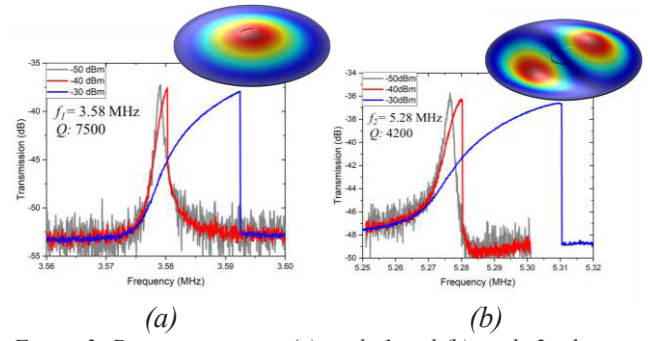 -50 dBm
-40 dBm
-30 dBm
f1= 3.58 MHz
Q: 7500
Transmission (dB)
-35
-40
-45
-50
-55
3.56
3.57
3.58
3.59
3.60
Frequency (MHz)
(a)
-50dBm
-40dBm
-30dBm
f2= 5.28 MHz
Q: 4200
Transmission (dB)
-34
-36
-38
-40
-42
-44
-46
-48
-50
5.25
5.26
5.27
5.28
5.29
5.30
5.31
5.32
Frequency (MHz)
(b)